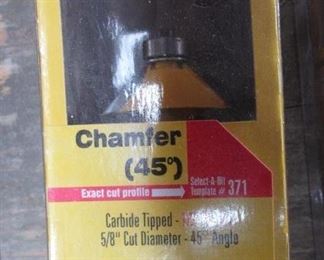 Chamfer
(45°)
Select-A-Bit
Exact cut profile Template # 371
Carbide Tipped -
5/8" Cut Diameter - 45° Angle